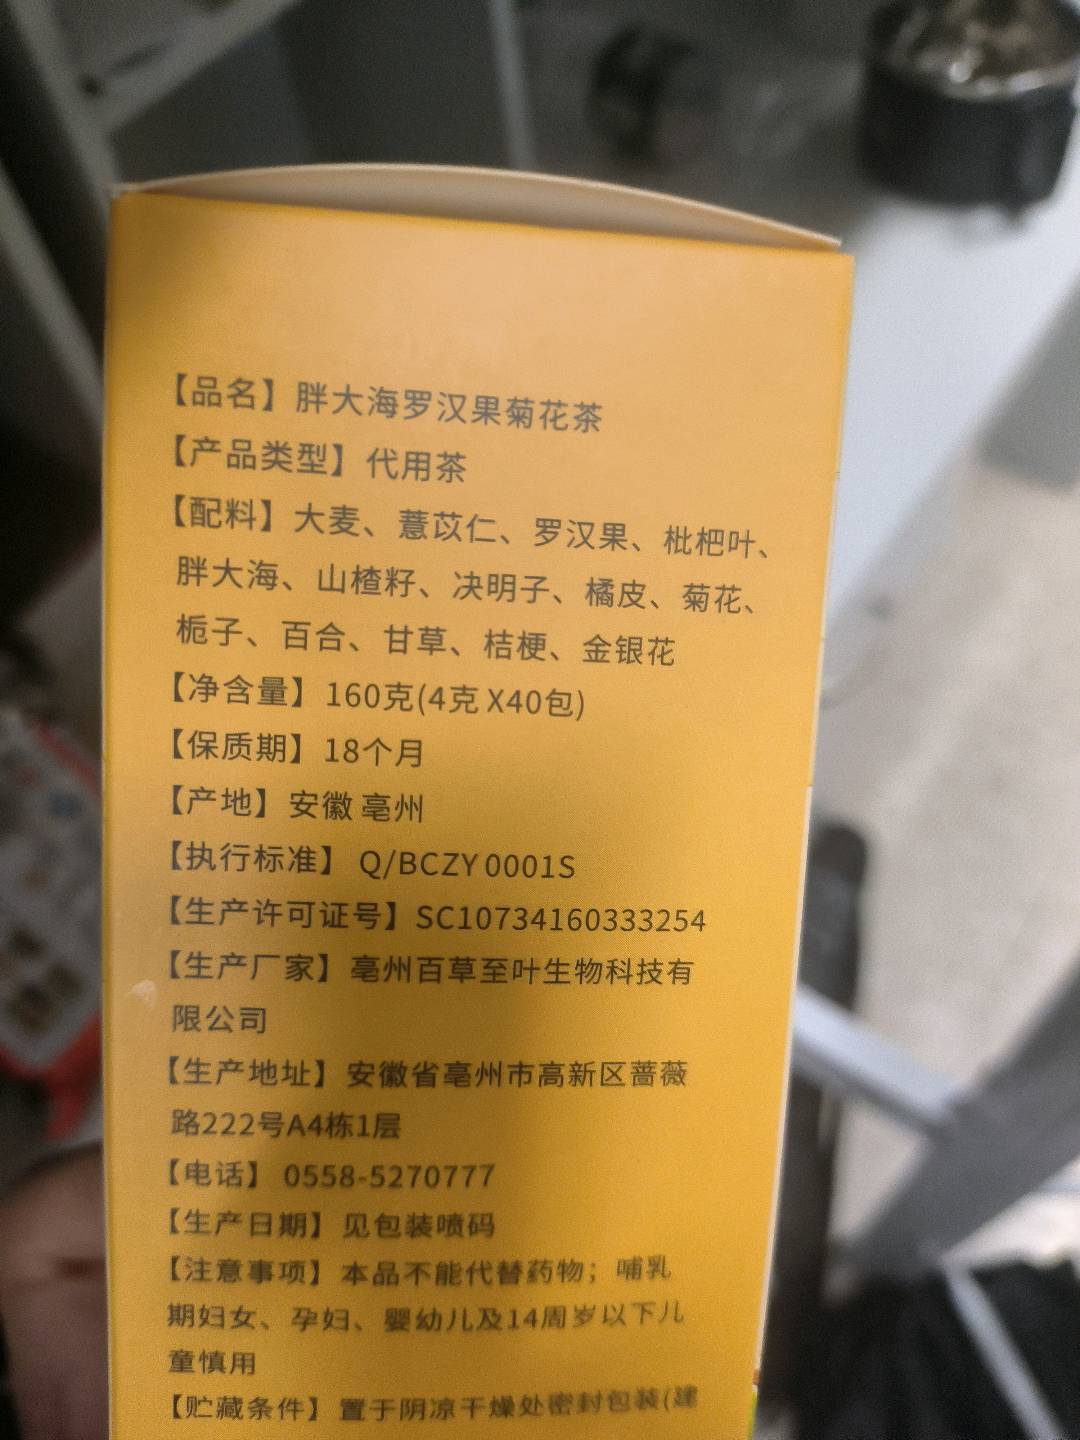 【品名】胖大海罗汉果菊花茶
【产品类型】代用茶
【配料】大麦、薏苡仁、罗汉果、枇杷叶、
胖大海、山楂籽、决明子、橘皮、菊花、
栀子、百合、甘草、桔梗、金银花
【净含量】160克(4克X40包)
【保质期】18个月
【产地】安徽 亳州
【执行标准】Q/BCZY0001S
【生产许可证号】SC10734160333254
【生产厂家】亳州百草至叶生物科技有
限公司
【生产地址】安徽省亳州市高新区蔷薇
路222号A4栋1层
【电话】0558-5270777
【生产日期】见包装喷码
【注意事项】本品不能代替药物；哺乳
期妇女、孕妇、婴幼儿及14周岁以下儿
童慎用
【贮藏条件】置于阴凉干燥处密封包装(建